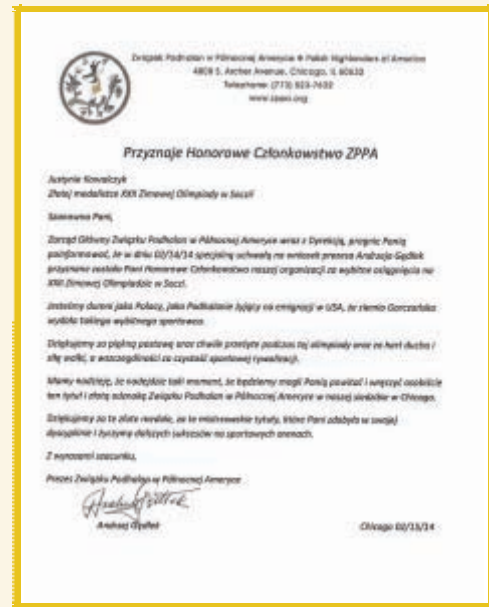 Związek Podhalan w Północnej Ameryce ❖ Polish Highlanders of America
4808 S. Archer Avenue, Chicago, IL 60632
Telephone: (773) 523-7632
www.zppa.org
Przyznaje Honorowe Członkowstwo ZPPA
Justynie Kowalczyk
Złotej medalistce XXII Zimowej Olimpiady w Soczi
Szanowna Pani,
Zarząd Główny Związku Podhalan w Północnej Ameryce wraz z Dyrekcją, pragnie Panią
poinformować, że w dniu 02/14/14 specjalną uchwałą na wniosek prezesa Andrzeja Gędłek
przyznane zostało Pani Honorowe Członkowstwo naszej organizacji za wybitne osiągnięcia na
XXII Zimowej Olimpiadzie w Soczi.
Jesteśmy dumni jako Polacy, jako Podhalanie żyjący na emigracji w USA, że ziemia Gorczańska
wydała takiego wybitnego sportowca.
Dziękujemy za piękną postawę oraz chwile przeżyte podczas tej olimpiady oraz za hart ducha i
siłę walki, a w szczególności za czystość sportowej rywalizacji.
Mamy nadzieję, że nadejdzie taki moment, że będziemy mogli Panią powitać i wręczyć osobiście
ten tytuł i złotą odznakę Związku Podhalan w Północnej Ameryce w naszej siedzibie w Chicago.
Dziękujemy za te złote medale, za te mistrzowskie tytuły, które Pani zdobyła w swojej
dyscyplinie i życzymy dalszych sukcesów na sportowych arenach.
Z wyrazami szacunku,
Prezes Związku Podhalan w Północnej Ameryce
Andrzej Gędłek
Chicago 02/15/14